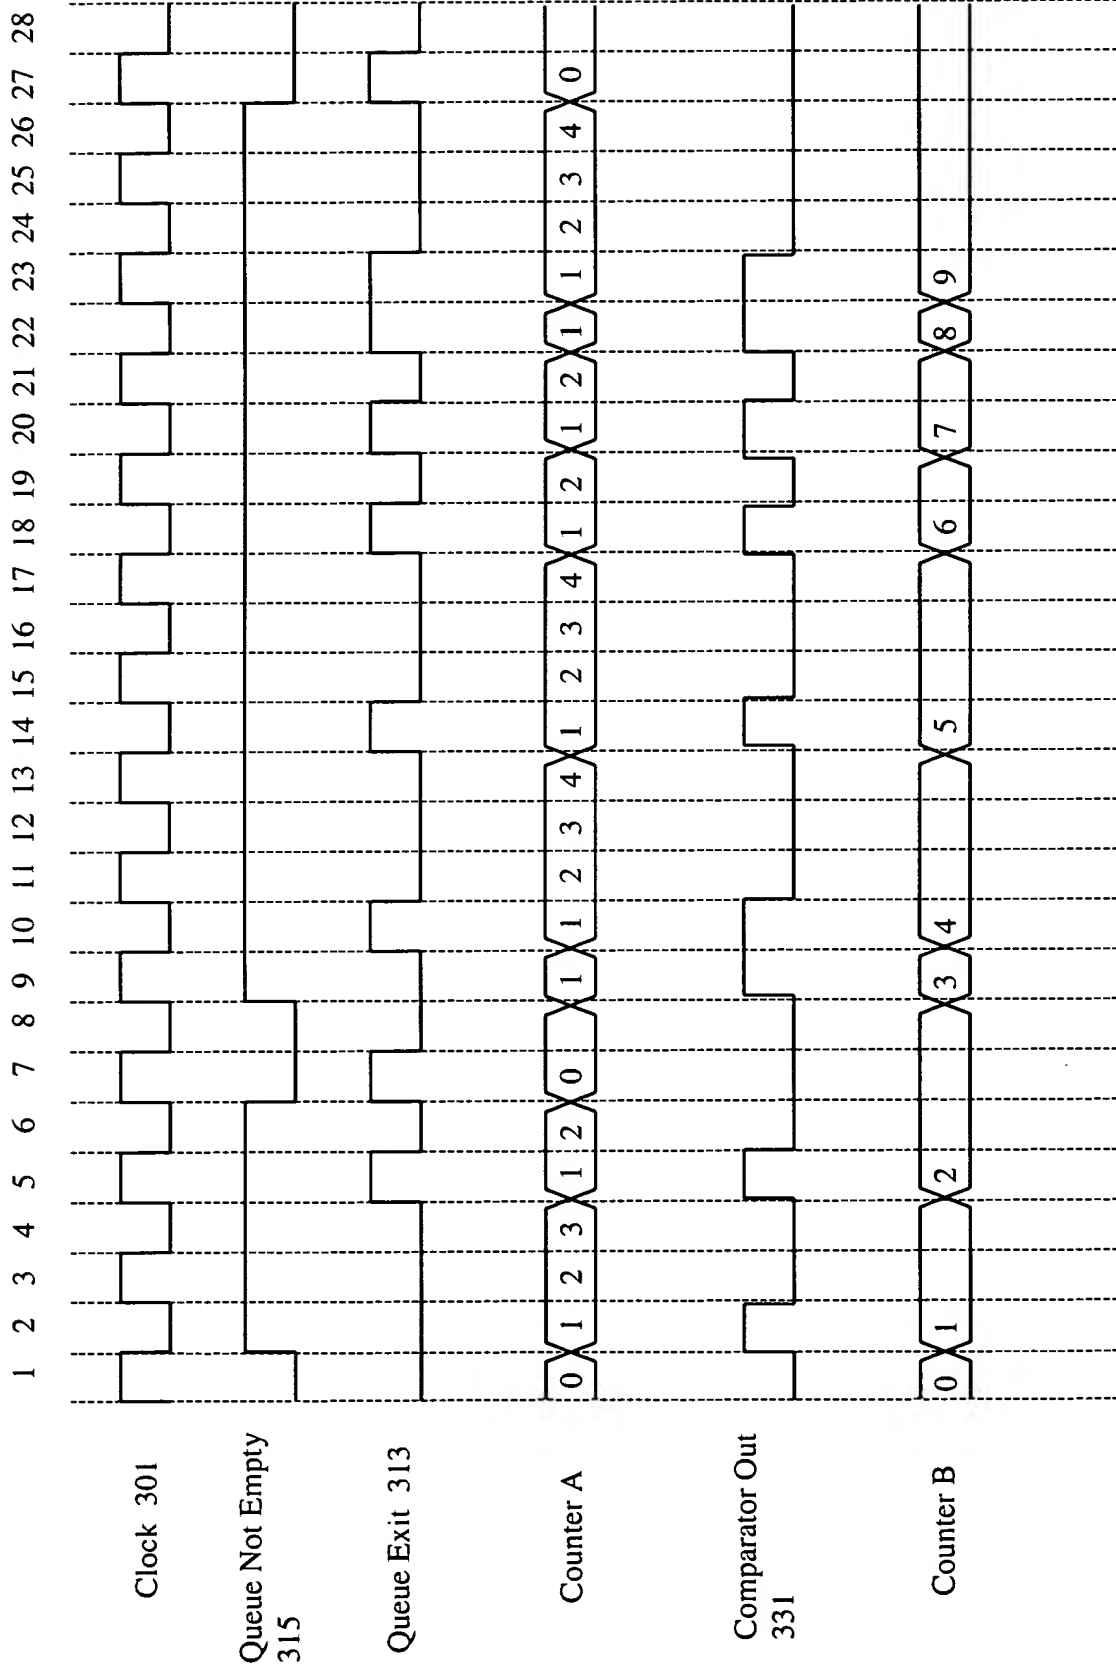 1 2 3 4 5 6 7 8 9 10 11 12 13 14 15 16 17 18 19 20 21 22 23 24 25 26 27 28
Clock 301
Queue Not Empty
315
Queue Exit 313
Counter A
0 1 2 3 1 2 0 1 1 2 3 4 1 2 3 4 1 2 1 2 1 1 2 3 4 0
Comparator Out
331
Counter B
0 1 2 3 4 5 6 7 8 9